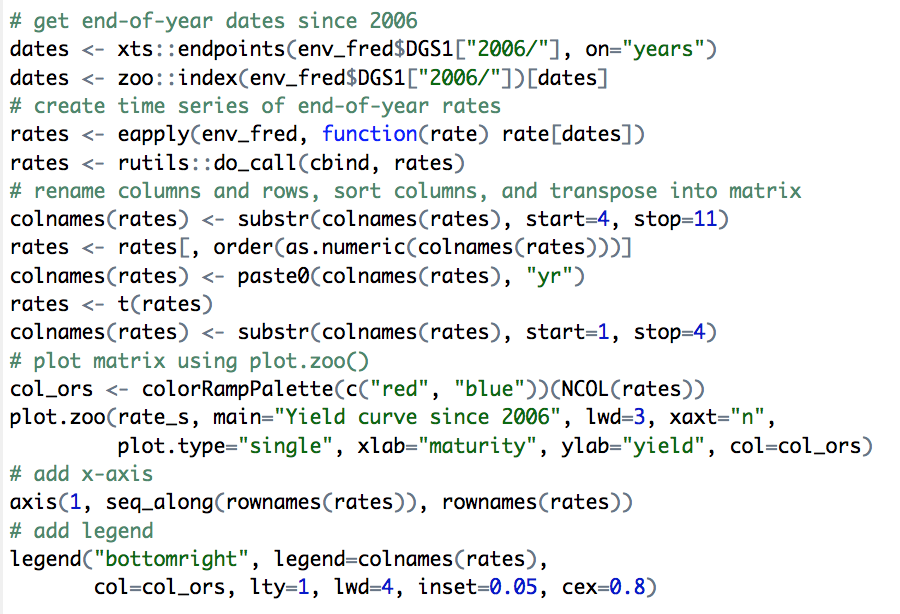 # get end-of-year dates since 2006
dates <- xts::endpoints(env_fred$DGS1["2006/"], on="years")
dates <- zoo::index(env_fred$DGS1["2006/"])[dates]
# create time series of end-of-year rates
rates <- eapply(env_fred, function(rate) rate[dates])
rates <- rutils::do_call(cbind, rates)
# rename columns and rows, sort columns, and transpose into matrix
colnames(rates) <- substr(colnames(rates), start=4, stop=11)
rates <- rates[, order(as.numeric(colnames(rates)))]
colnames(rates) <- paste0(colnames(rates), "yr")
rates <- t(rates)
colnames(rates) <- substr(colnames(rates), start=1, stop=4)
# plot matrix using plot.zoo()
col_ors <- colorRampPalette(c("red", "blue"))(NCOL(rates))
plot.zoo(rate_s, main="Yield curve since 2006", lwd=3, xaxt="n",
         plot.type="single", xlab="maturity", ylab="yield", col=col_ors)
# add x-axis
axis(1, seq_along(rownames(rates)), rownames(rates))
# add legend
legend("bottomright", legend=colnames(rates),
       col=col_ors, lty=1, lwd=4, inset=0.05, cex=0.8)